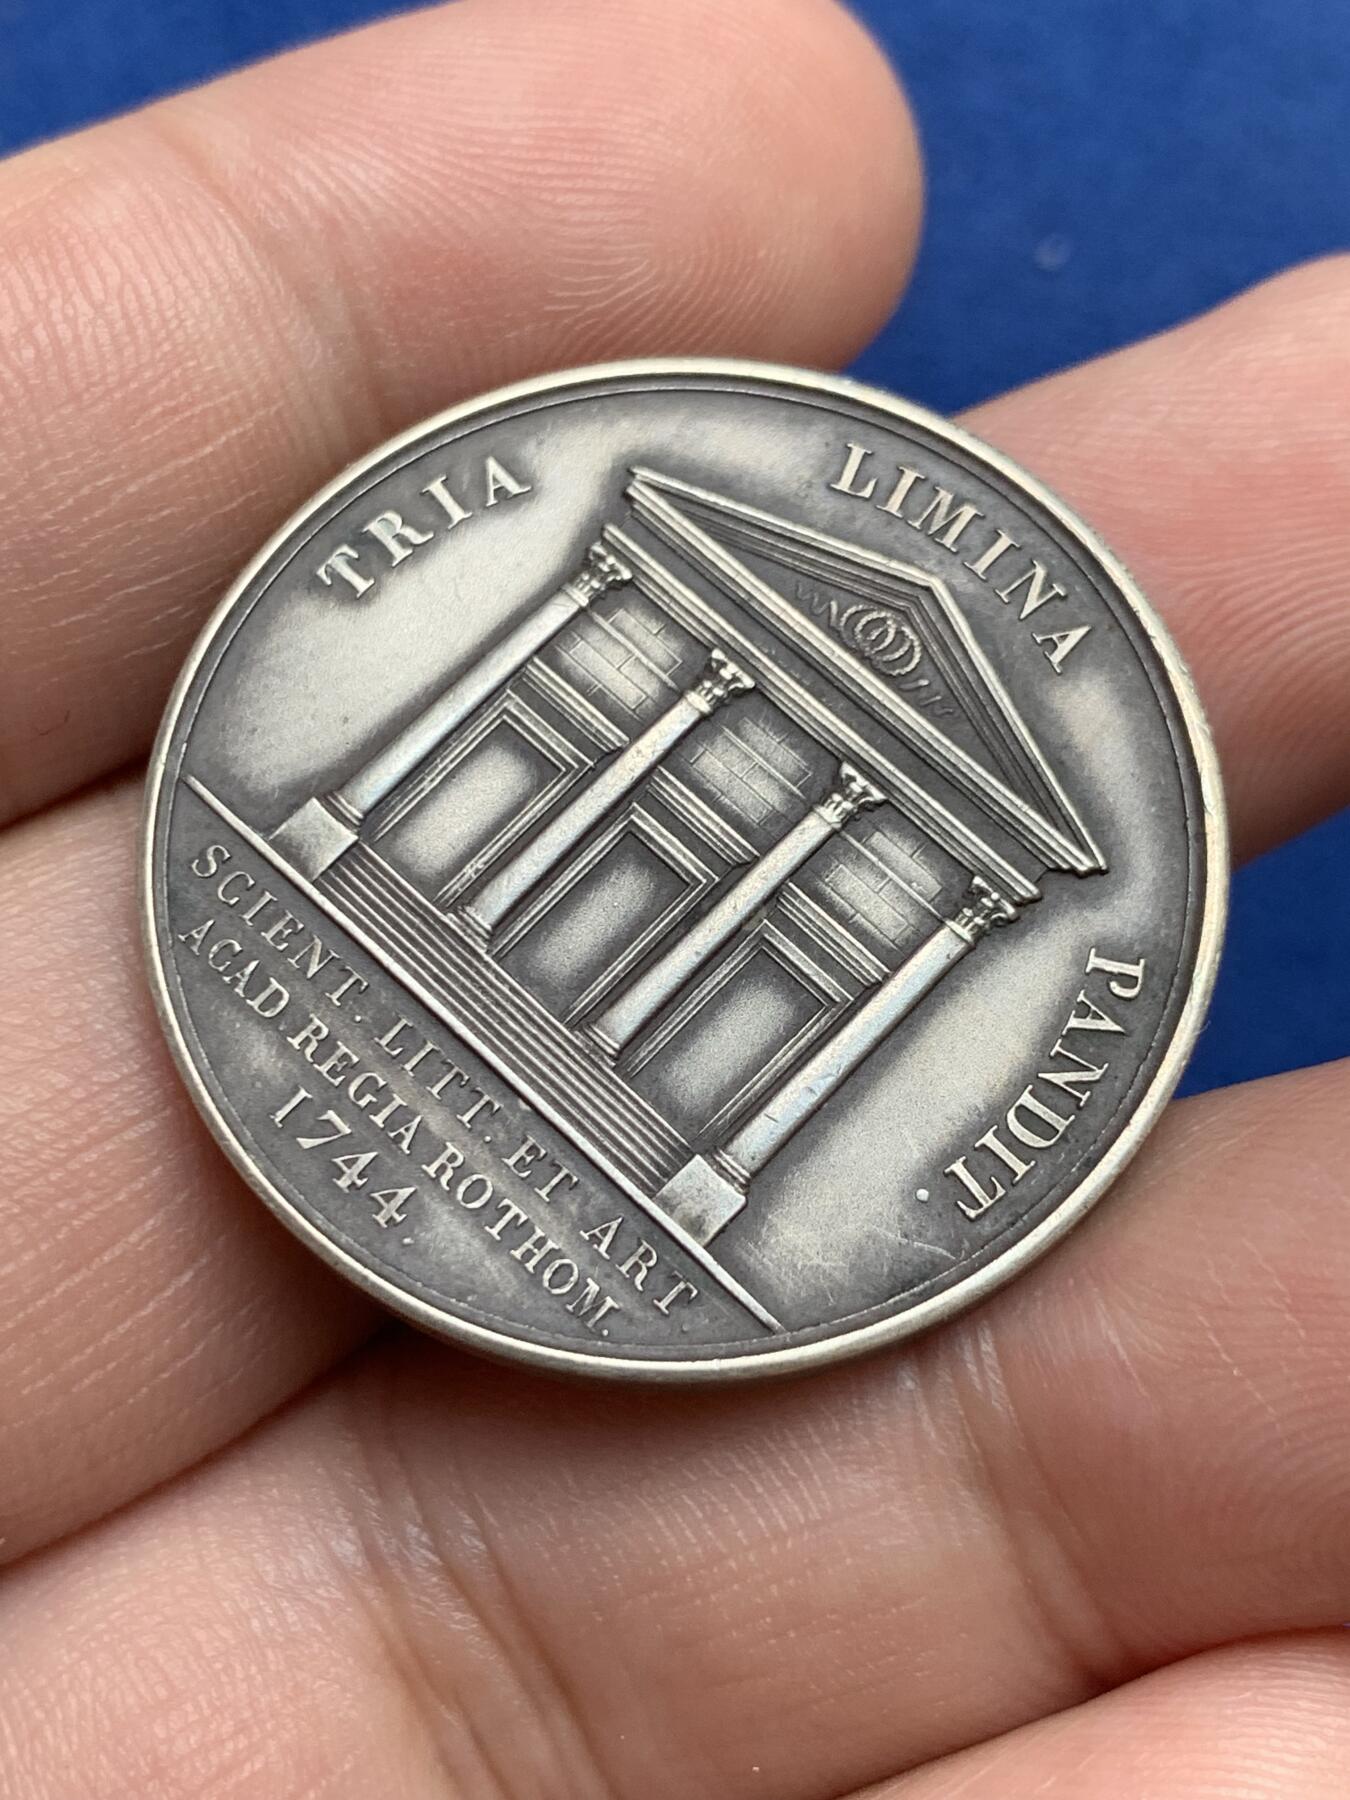 TRIA LIMINA PANDIT.
SCIENT. LITT. ET ART
ACAD REGIA ROTHOM.
1744.